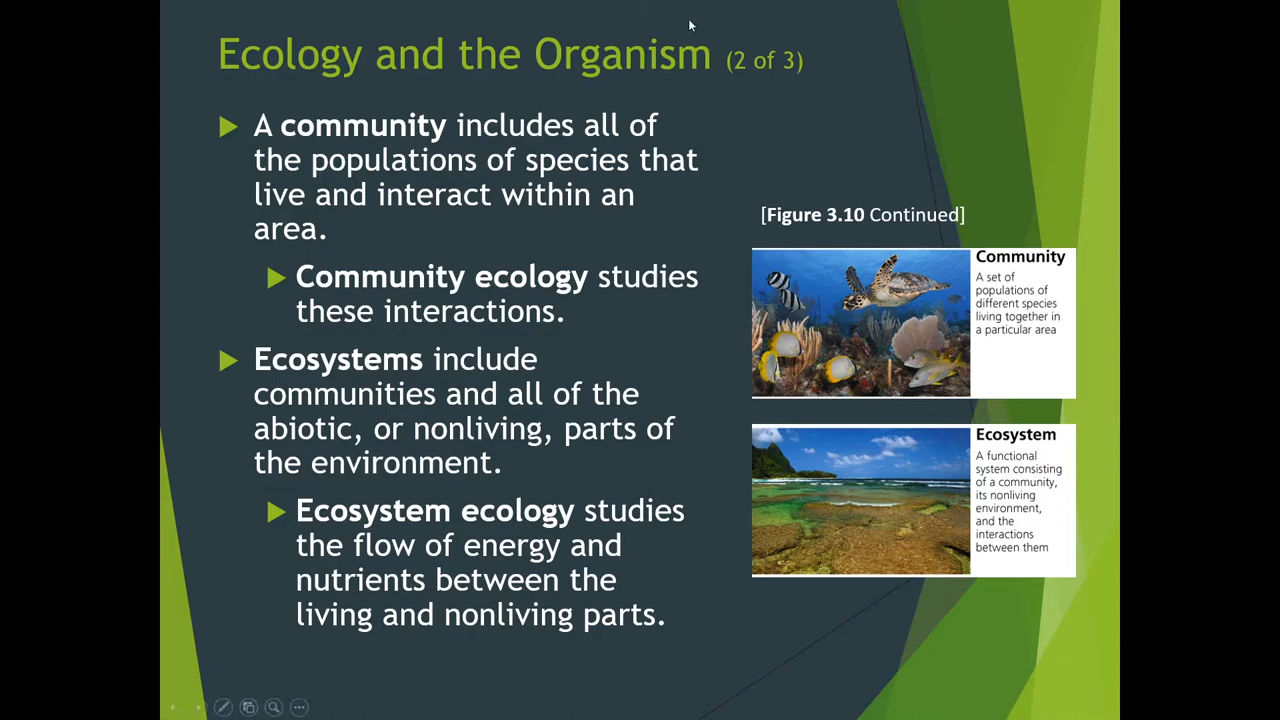 Ecology and the Organism (2 of 3)
A community includes all of
the populations of species that
live and interact within an
area.
Community ecology studies
these interactions.
Ecosystems include
communities and all of the
abiotic, or nonliving, parts of
the environment.
Ecosystem ecology studies
the flow of energy and
nutrients between the
living and nonliving parts.
[Figure 3.10 Continued]
Community
A set of
populations of
different species
living together in
a particular area
Ecosystem
A functional
system consisting
of a community,
its nonliving
environment,
and the
interactions
between them